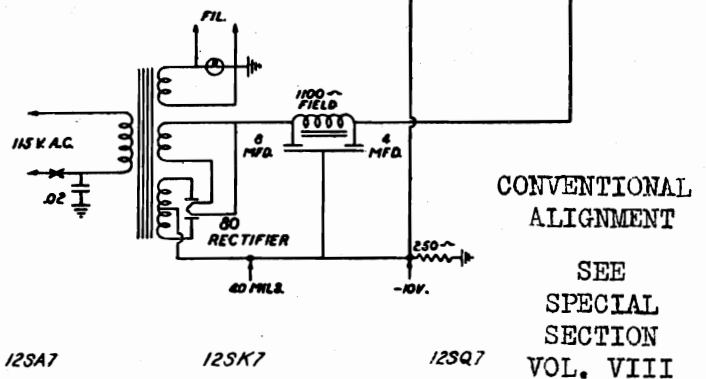 FIL.
1100~
FIELD
115 V. A.C.
8
MFD.
4
MFD.
.02
80
RECTIFIER
250~
40 MILS.
-10V.
CONVENTIONAL
ALIGNMENT
SEE
SPECIAL
SECTION
VOL. VIII
12SA7
12SK7
12SQ7